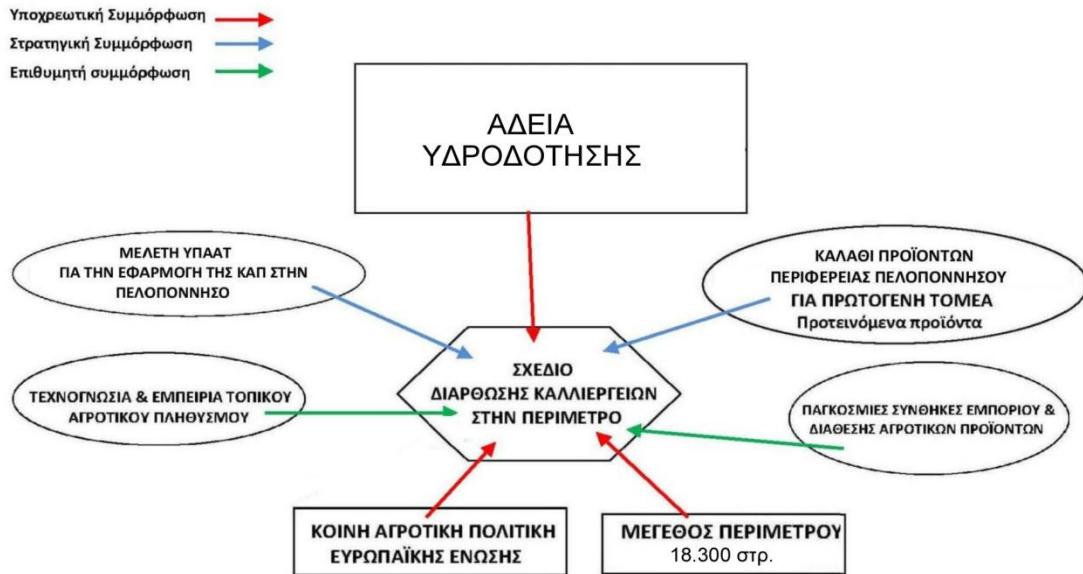 Υποχρεωτική Συμμόρφωση
Στρατηγική Συμμόρφωση
Επιθυμητή συμμόρφωση
ΑΔΕΙΑ
ΥΔΡΟΔΟΤΗΣΗΣ
ΜΕΛΕΤΗ ΥΠΑΑΤ
ΓΙΑ ΤΗΝ ΕΦΑΡΜΟΓΗ ΤΗΣ ΚΑΠ ΣΤΗΝ
ΠΕΛΟΠΟΝΝΗΣΟ
ΚΑΛΑΘΙ ΠΡΟΪΟΝΤΩΝ
ΠΕΡΙΦΕΡΕΙΑΣ ΠΕΛΟΠΟΝΝΗΣΟΥ
ΓΙΑ ΠΡΩΤΟΓΕΝΗ ΤΟΜΕΑ
Προτεινόμενα προϊόντα
ΣΧΕΔΙΟ
ΔΙΑΡΘΩΣΗΣ ΚΑΛΛΙΕΡΓΕΙΩΝ
ΣΤΗΝ ΠΕΡΙΜΕΤΡΟ
ΤΕΧΝΟΓΝΩΣΙΑ & ΕΜΠΕΙΡΙΑ ΤΟΠΙΚΟΥ
ΑΓΡΟΤΙΚΟΥ ΠΛΗΘΥΣΜΟΥ
ΠΑΓΚΟΣΜΙΕΣ ΣΥΝΘΗΚΕΣ ΕΜΠΟΡΙΟΥ &
ΔΙΑΘΕΣΗΣ ΑΓΡΟΤΙΚΩΝ ΠΡΟΪΟΝΤΩΝ
ΚΟΙΝΗ ΑΓΡΟΤΙΚΗ ΠΟΛΙΤΙΚΗ
ΕΥΡΩΠΑΪΚΗΣ ΕΝΩΣΗΣ
ΜΕΓΕΘΟΣ ΠΕΡΙΜΕΤΡΟΥ
18.300 στρ.